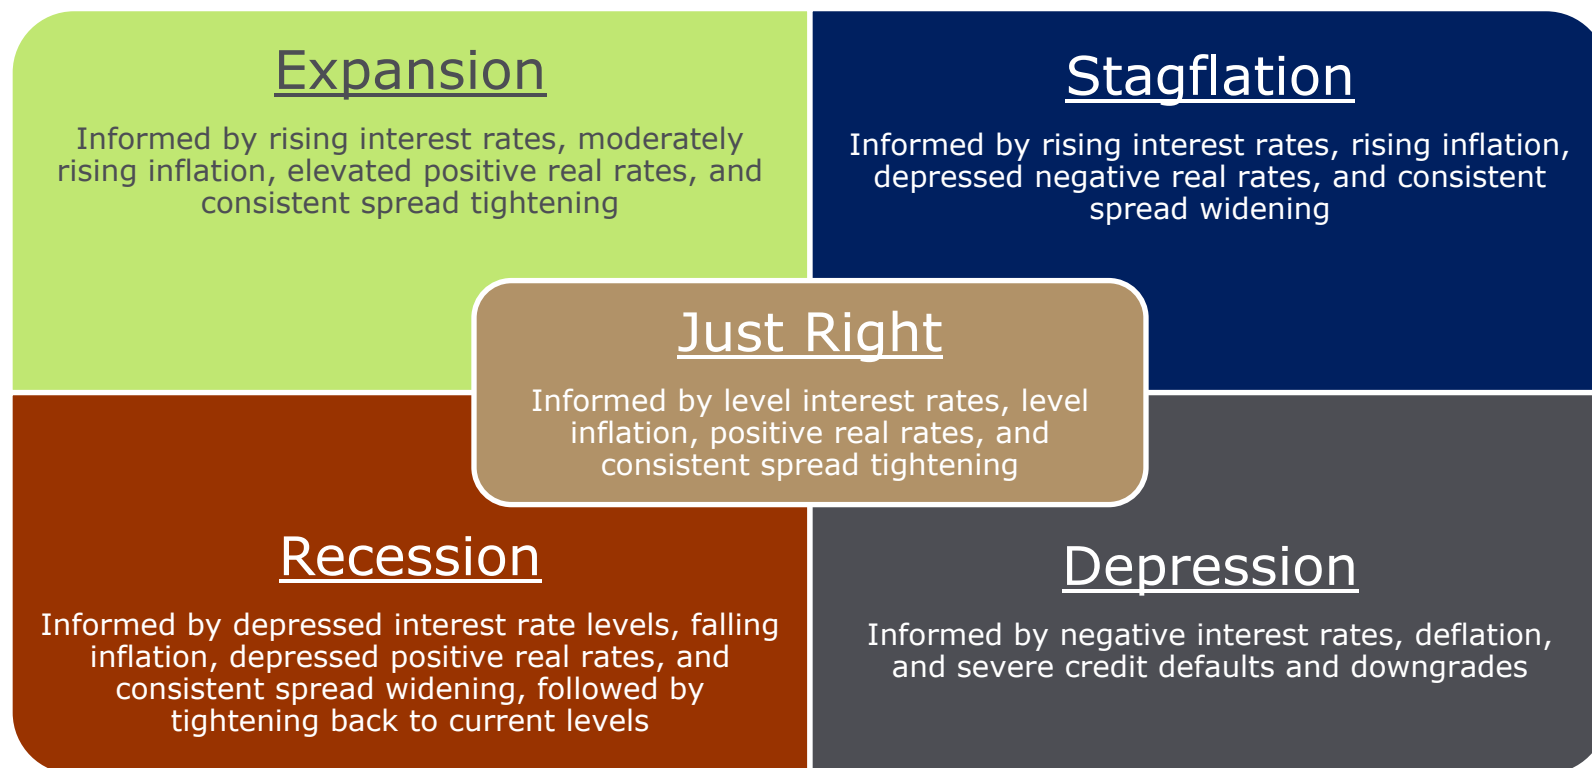 Expansion
Informed by rising interest rates, moderately
rising inflation, elevated positive real rates, and
consistent spread tightening
Stagflation
Informed by rising interest rates, rising inflation,
depressed negative real rates, and consistent
spread widening
Just Right
Informed by level interest rates, level
inflation, positive real rates, and
consistent spread tightening
Recession
Informed by depressed interest rate levels, falling
inflation, depressed positive real rates, and
consistent spread widening, followed by
tightening back to current levels
Depression
Informed by negative interest rates, deflation,
and severe credit defaults and downgrades